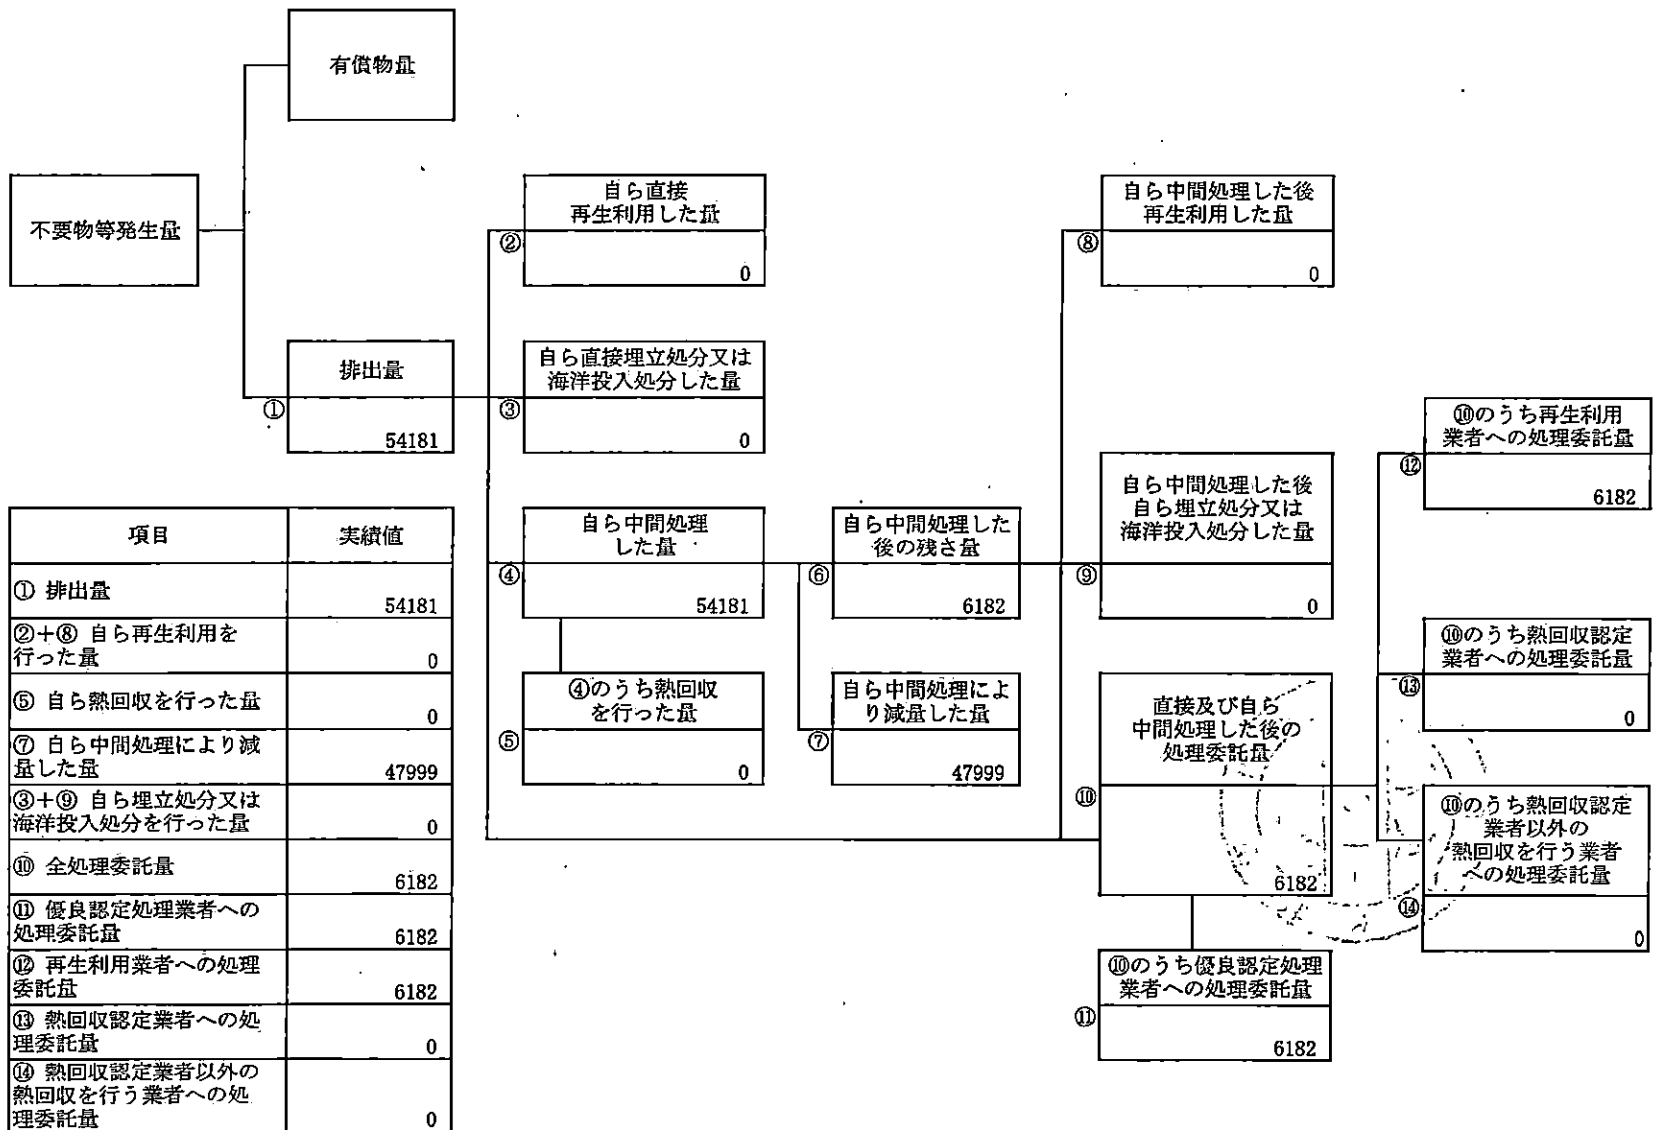 有償物量
不要物等発生量
自ら直接
再生利用した量
②
0
自ら中間処理した後
再生利用した量
⑧
0
排出量
①
54181
自ら直接埋立処分又は
海洋投入処分した量
③
0
⑩のうち再生利用
業者への処理委託量
⑫
6182
自ら中間処理
した量
④
54181
自ら中間処理した
後の残さ量
⑥
6182
自ら中間処理した後
自ら埋立処分又は
海洋投入処分した量
⑨
0
⑩のうち熱回収認定
業者への処理委託量
⑬
0
④のうち熱回収
を行った量
⑤
0
自ら中間処理によ
り減量した量
⑦
47999
直接及び自ら
中間処理した後の
処理委託量
⑩
6182
⑩のうち熱回収認定
業者以外の
熱回収を行う業者
への処理委託量
⑭
0
⑩のうち優良認定処理
業者への処理委託量
⑪
6182
項目 実績値
① 排出量
54181
②+⑧ 自ら再生利用を
行った量 0
⑤ 自ら熱回収を行った量
0
⑦ 自ら中間処理により減
量した量 47999
③+⑨ 自ら埋立処分又は
海洋投入処分を行った量 0
⑩ 全処理委託量
6182
⑪ 優良認定処理業者への
処理委託量 6182
⑫ 再生利用業者への処理
委託量 6182
⑬ 熱回収認定業者への処
理委託量 0
⑭ 熱回収認定業者以外の
熱回収を行う業者への処
理委託量 0